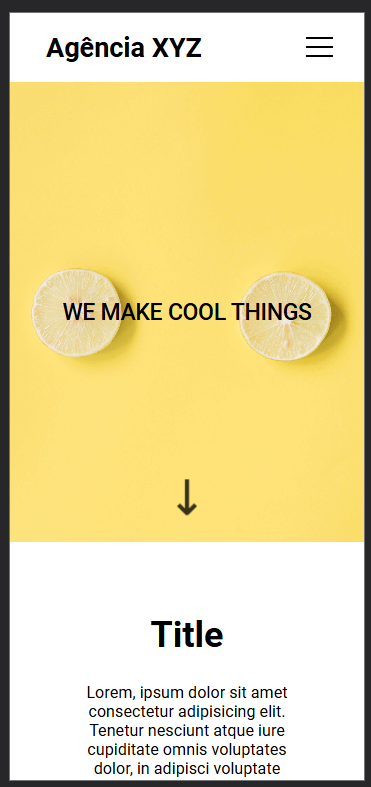 Agência XYZ
WE MAKE COOL THINGS
Title
Lorem, ipsum dolor sit amet
consectetur adipisicing elit.
Tenetur nesciunt atque iure
cupiditate omnis voluptates
dolor, in adipisci voluptate